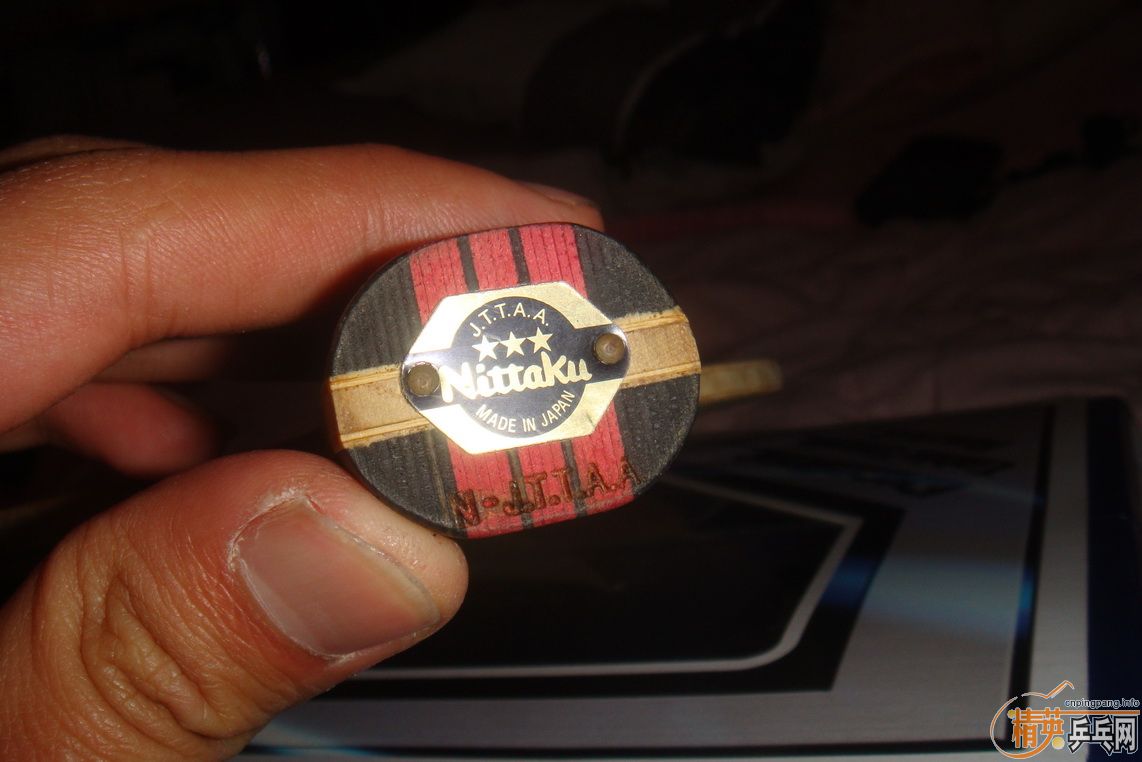 J.T.T.A.A.
Nittaku
MADE IN JAPAN
N-J.T.T.A.A
cnpingpang.info
精英乒乓网